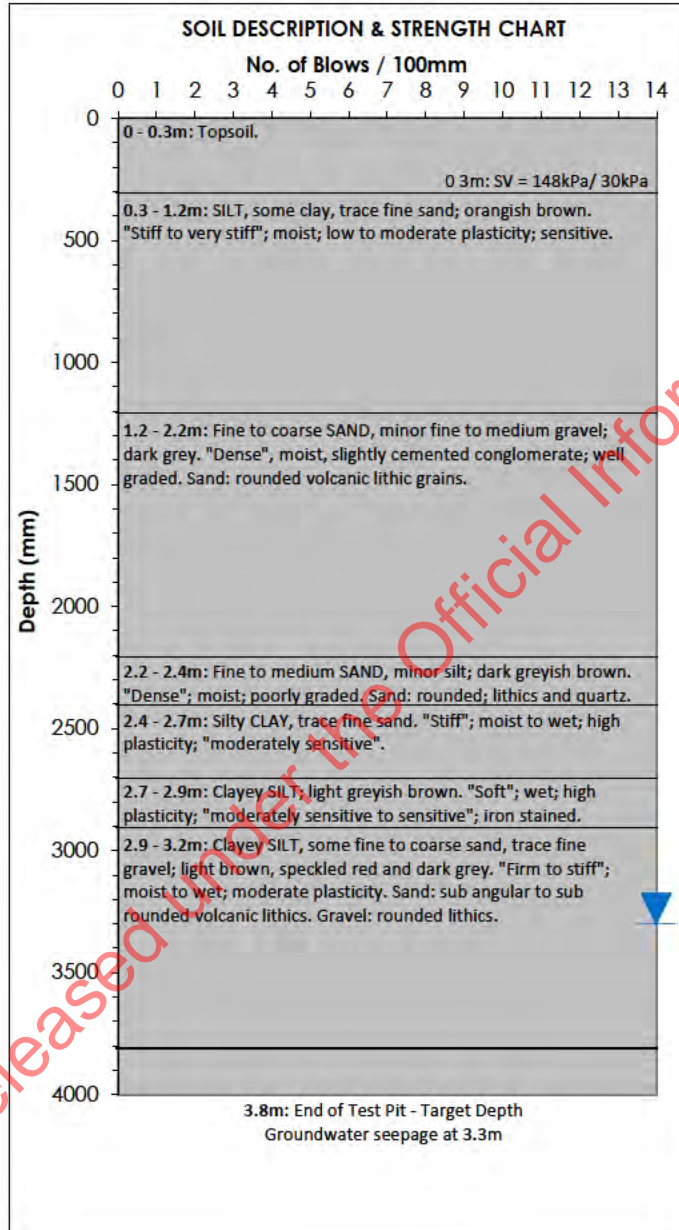 SOIL DESCRIPTION & STRENGTH CHART
No. of Blows / 100mm
0 1 2 3 4 5 6 7 8 9 10 11 12 13 14
0
0 - 0.3m: Topsoil.
0 3m: SV = 148kPa/ 30kPa
0.3 - 1.2m: SILT, some clay, trace fine sand; orangish brown.
"Stiff to very stiff"; moist; low to moderate plasticity; sensitive.
500
1000
1.2 - 2.2m: Fine to coarse SAND, minor fine to medium gravel;
dark grey. "Dense", moist, slightly cemented conglomerate; well
graded. Sand: rounded volcanic lithic grains.
1500
Depth (mm)
2000
2.2 - 2.4m: Fine to medium SAND, minor silt; dark greyish brown.
"Dense"; moist; poorly graded. Sand: rounded; lithics and quartz.
2.4 - 2.7m: Silty CLAY, trace fine sand. "Stiff"; moist to wet; high
plasticity; "moderately sensitive".
2500
2.7 - 2.9m: Clayey SILT; light greyish brown. "Soft"; wet; high
plasticity; "moderately sensitive to sensitive"; iron stained.
2.9 - 3.2m: Clayey SILT, some fine to coarse sand, trace fine
gravel; light brown, speckled red and dark grey. "Firm to stiff";
moist to wet; moderate plasticity. Sand: sub angular to sub
rounded volcanic lithics. Gravel: rounded lithics.
3000
3500
4000
3.8m: End of Test Pit - Target Depth
Groundwater seepage at 3.3m
eleased under the Official Infor